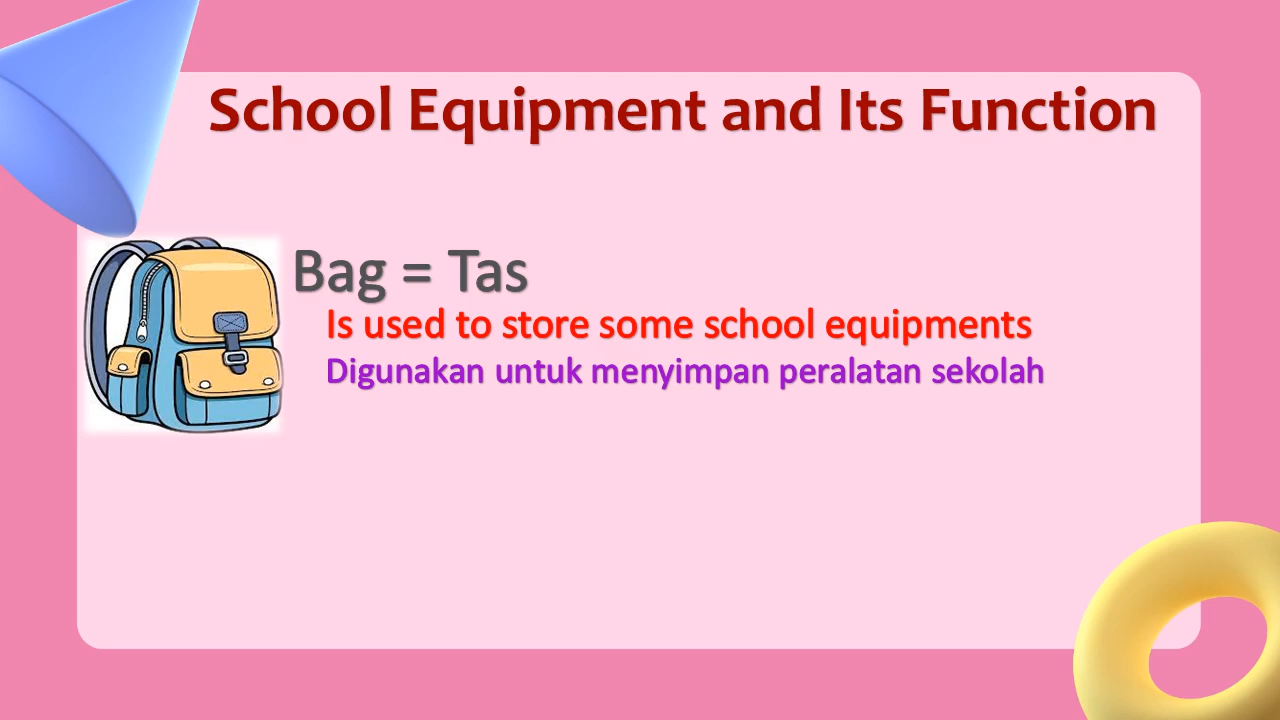 School Equipment and Its Function
Bag = Tas
Is used to store some school equipments
Digunakan untuk menyimpan peralatan sekolah